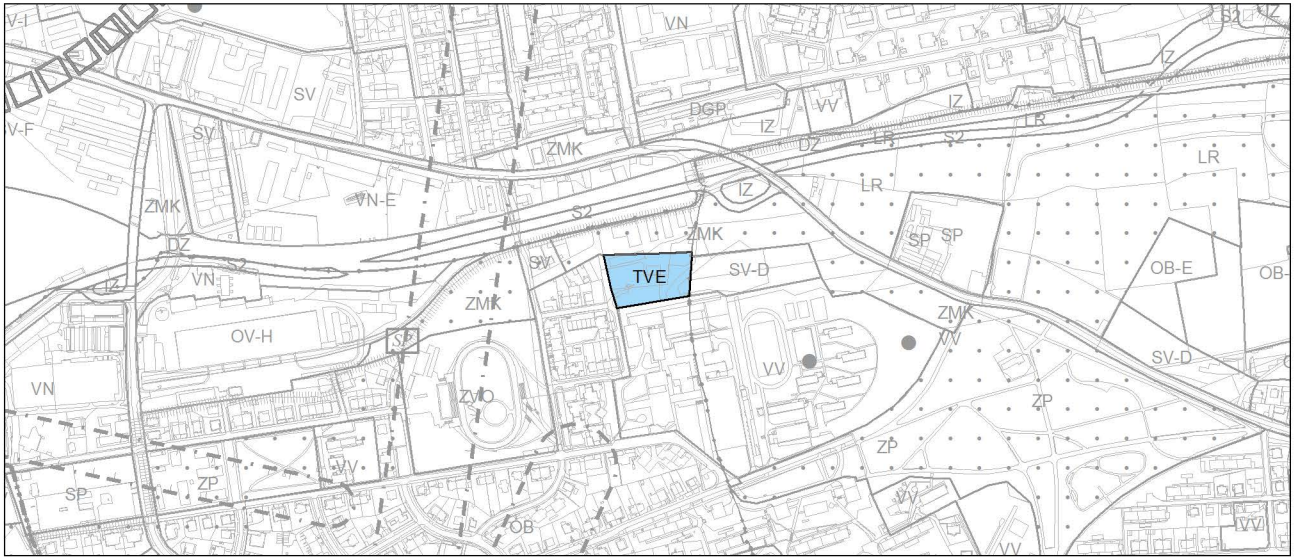 V-I
S2
IZ
VN
SV
IZ
DGP
VV
SV-F
SV
IZ
LR
ZMK
DZ
LR
S2
LR
VN-E
LR
IZ
ZMK
S2
ZMK
SP
SP
DZ
SV
TVE
SV-D
OB-E
OB-
VN
IZ
ZMK
ZMK
OV-H
SP
VV
VV
SV-D
VN
ZVO
ZP
VV
ZP
ZP
SP
OB
VV
VV